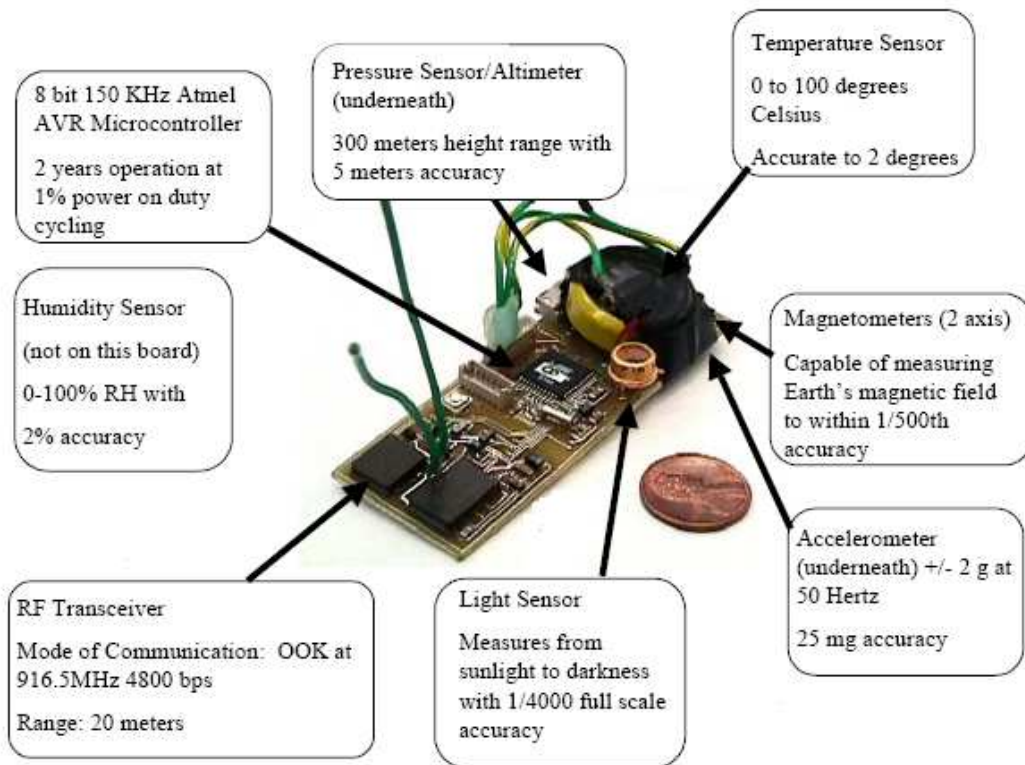 8 bit 150 KHz Atmel
AVR Microcontroller
2 years operation at
1% power on duty
cycling
Pressure Sensor/Altimeter
(underneath)
300 meters height range with
5 meters accuracy
Temperature Sensor
0 to 100 degrees
Celsius
Accurate to 2 degrees
Humidity Sensor
(not on this board)
0-100% RH with
2% accuracy
Magnetometers (2 axis)
Capable of measuring
Earth’s magnetic field
to within 1/500th
accuracy
RF Transceiver
Mode of Communication: OOK at
916.5MHz 4800 bps
Range: 20 meters
Light Sensor
Measures from
sunlight to darkness
with 1/4000 full scale
accuracy
Accelerometer
(underneath) +/- 2 g at
50 Hertz
25 mg accuracy